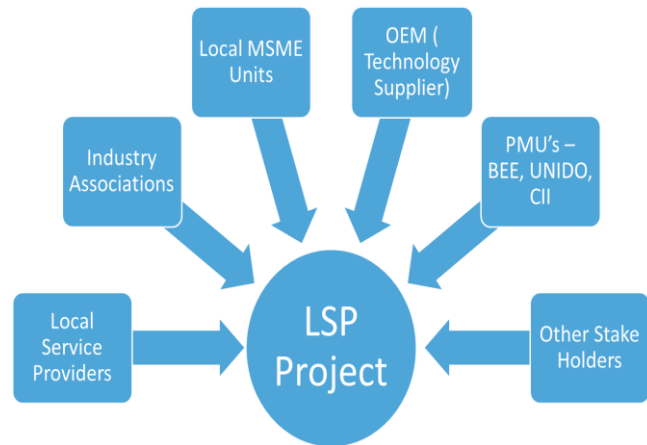 Local MSME
Units
OEM (
Technology
Supplier)
Industry
Associations
PMU's –
BEE, UNIDO,
CII
Local
Service
Providers
LSP
Project
Other Stake
Holders